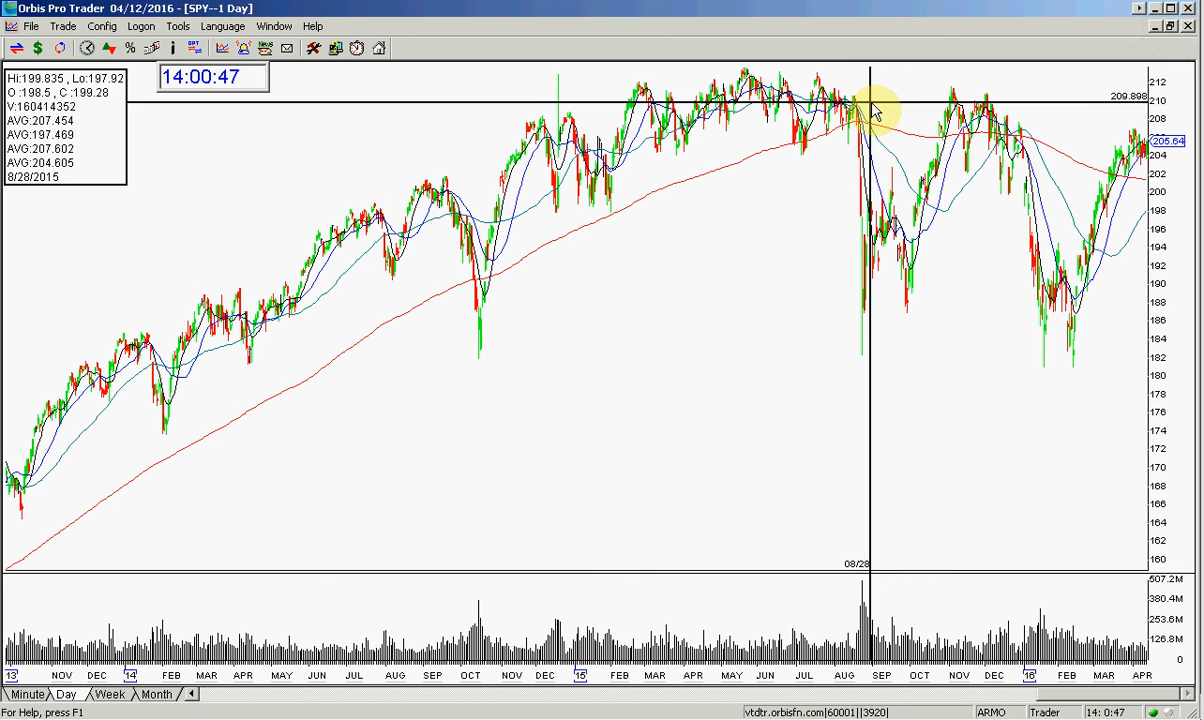 Orbis Pro Trader 04/12/2016 - [SPY--1 Day]
File Trade Config Logon Tools Language Window Help
14:00:47
Hi:199.835 , Lo:197.92
O :198.5 , C :199.28
V:160414352
AVG:207.454
AVG:197.469
AVG:207.602
AVG:204.605
8/28/2015
209.898
212
210
208
205.64
204
202
200
198
196
194
192
190
188
186
184
182
180
178
176
174
172
170
168
166
164
162
160
08/28
507.2M
380.4M
253.6M
126.8M
0
13 NOV DEC 14 FEB MAR APR MAY JUN JUL AUG SEP OCT NOV DEC 15 FEB MAR APR MAY JUN JUL AUG SEP OCT NOV DEC 16 FEB MAR APR
Minute Day Week Month
For Help, press F1 vtdtr.orbisfn.com|60001||3920| ARMO Trader 14: 0:47